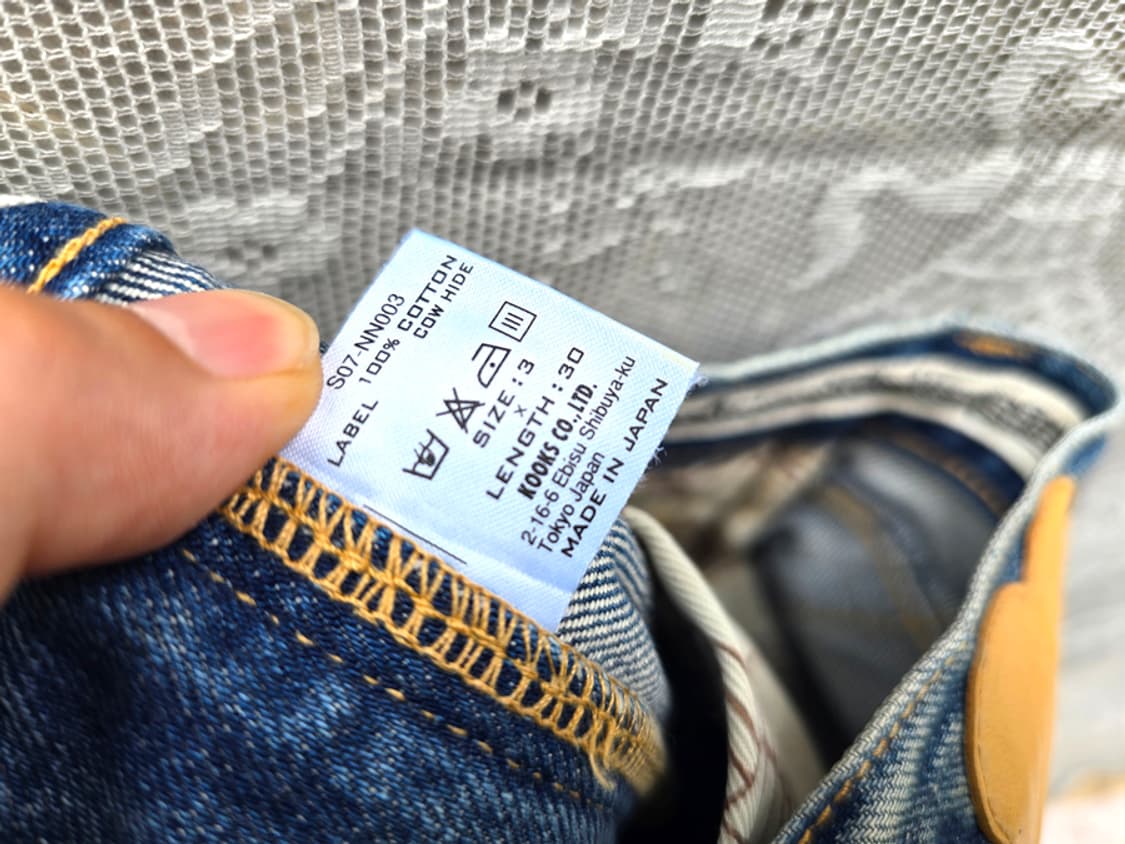 S07-NN003
100% COTTON
LABEL COW HIDE
SIZE : 3
×
LENGTH : 30
KOOKS CO.,LTD.
2-16-6 Ebisu Shibuya-ku
Tokyo Japan
MADE IN JAPAN